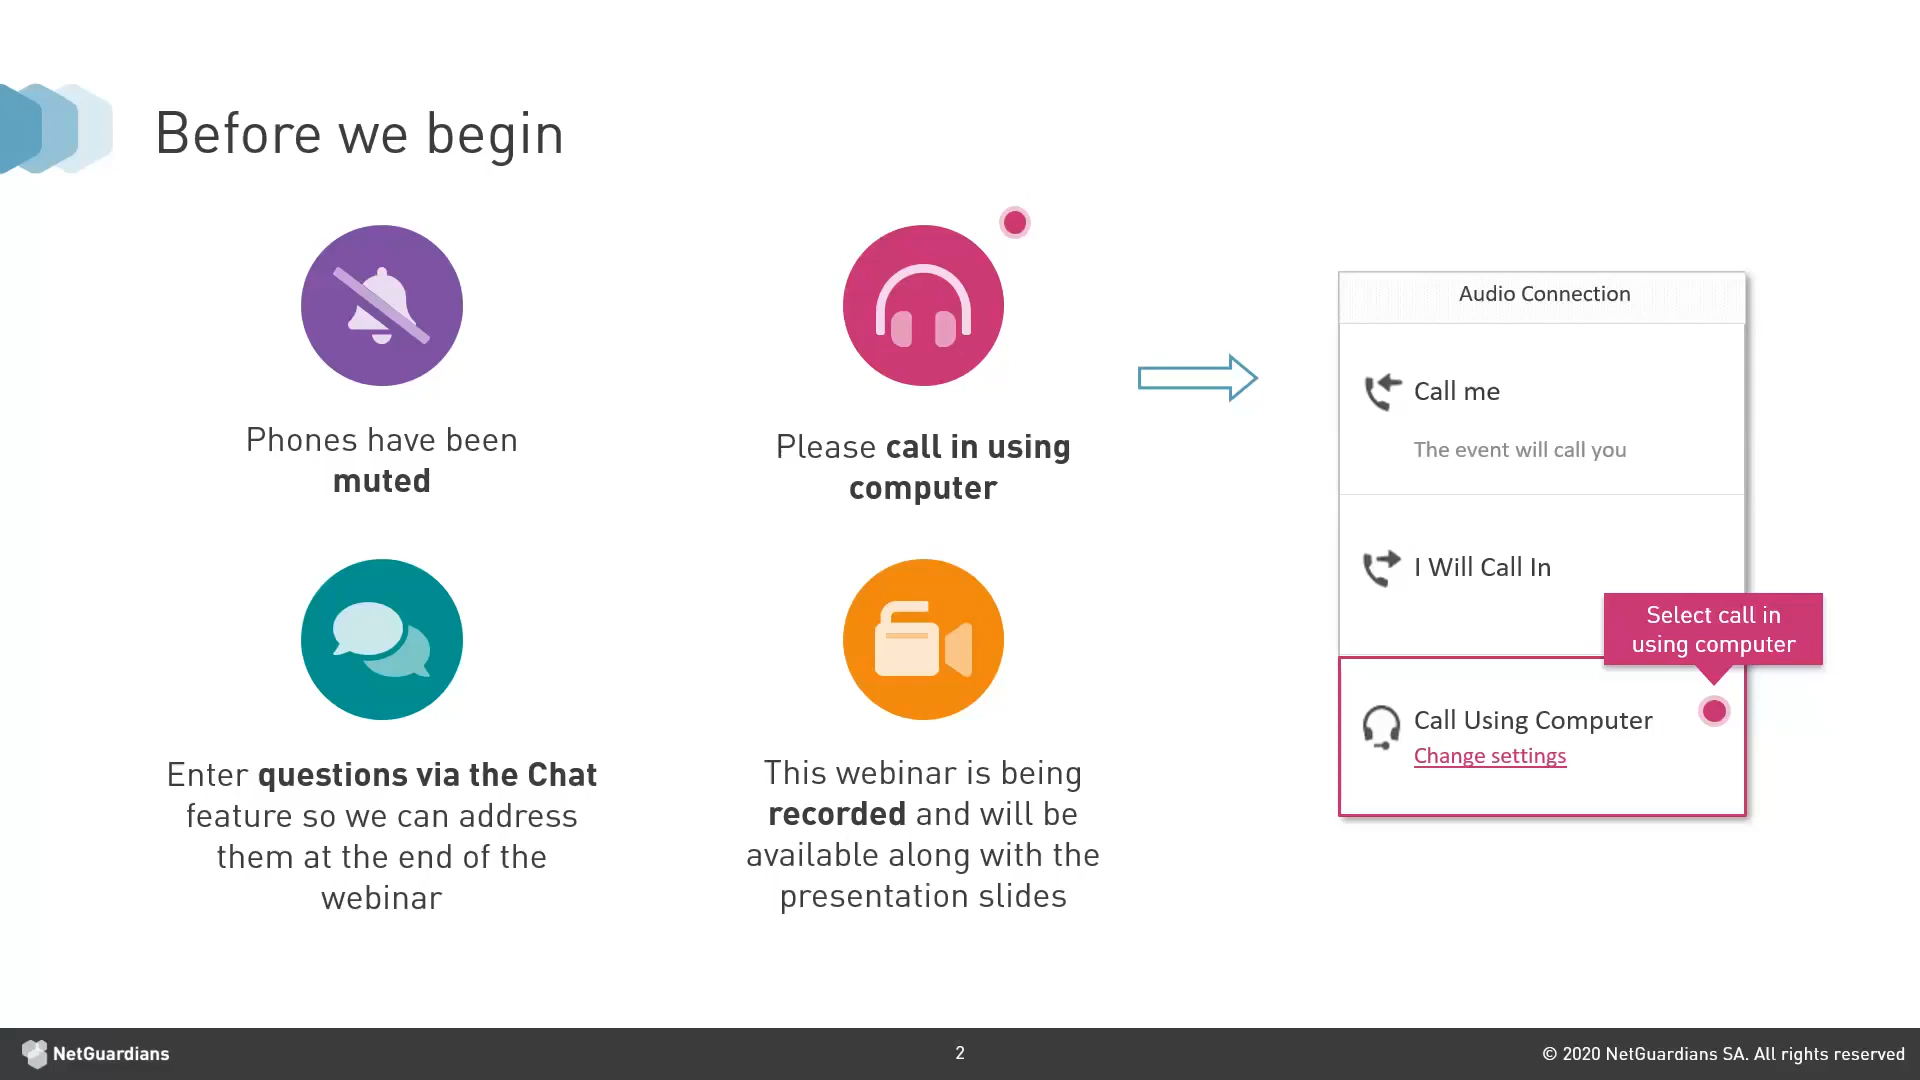 Before we begin
Phones have been
muted
Please call in using
computer
Enter questions via the Chat
feature so we can address
them at the end of the
webinar
This webinar is being
recorded and will be
available along with the
presentation slides
Audio Connection
Call me
The event will call you
I Will Call In
Select call in
using computer
Call Using Computer
Change settings
NetGuardians
2
© 2020 NetGuardians SA. All rights reserved